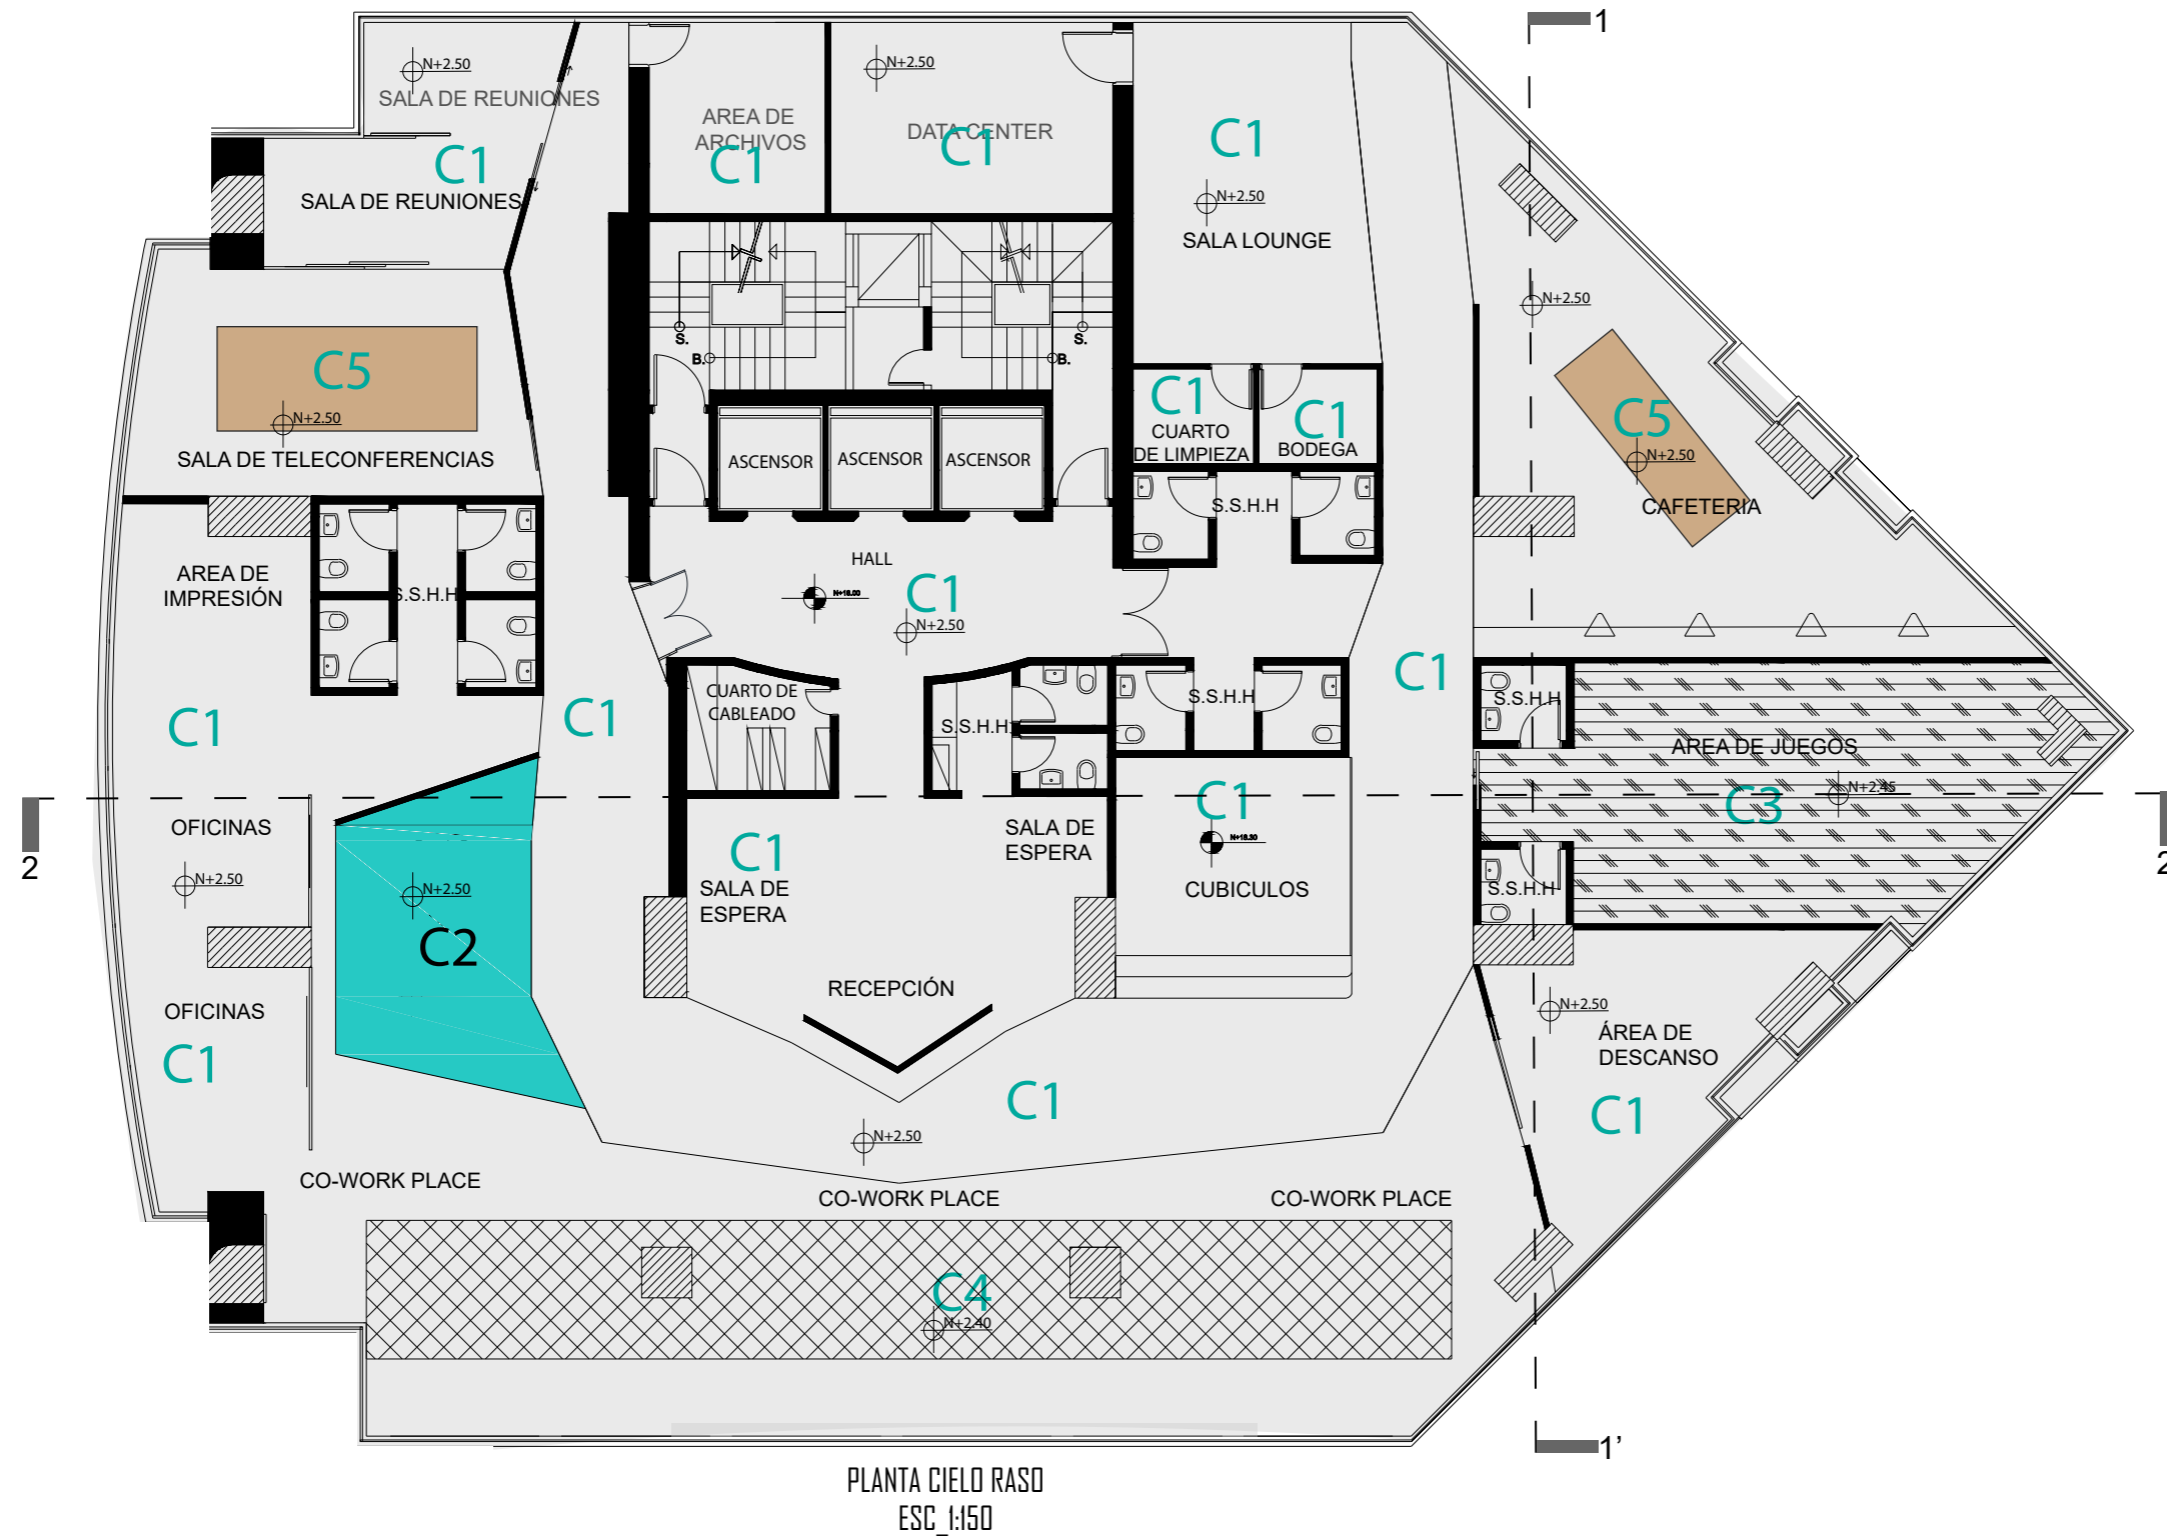 1
N+2.50
SALA DE REUNIONES
C1
SALA DE REUNIONES
AREA DE
ARCHIVOS
C1
N+2.50
DATA CENTER
C1
C1
N+2.50
SALA LOUNGE
N+2.50
C5
N+2.50
SALA DE TELECONFERENCIAS
S.
B.
S.
B.
ASCENSOR
ASCENSOR
ASCENSOR
C1
CUARTO
DE LIMPIEZA
C1
BODEGA
S.S.H.H
C5
N+2.50
CAFETERIA
AREA DE
IMPRESIÓN
S.S.H.H
HALL
N+18.00
C1
N+2.50
C1
C1
C1
CUARTO DE
CABLEADO
S.S.H.H
S.S.H.H
S.S.H.H
AREA DE JUEGOS
C3
N+2.45
2
2
OFICINAS
N+2.50
N+2.50
C2
C1
SALA DE
ESPERA
SALA DE
ESPERA
C1
N+18.30
CUBICULOS
S.S.H.H
RECEPCIÓN
OFICINAS
C1
N+2.50
ÁREA DE
DESCANSO
C1
C1
N+2.50
CO-WORK PLACE
CO-WORK PLACE
CO-WORK PLACE
C4
N+2.40
1’
PLANTA CIELO RASO
ESC_1:150